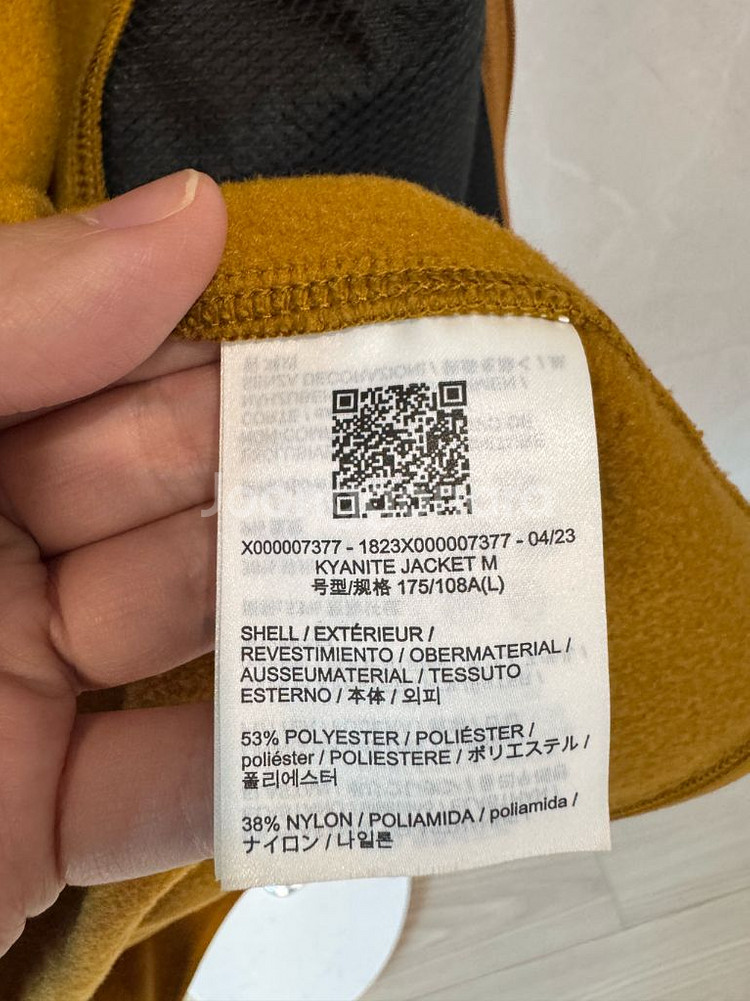 X000007377 - 1823X000007377 - 04/23
KYANITE JACKET M
号型/规格 175/108A(L)
SHELL / EXTÉRIEUR /
REVESTIMIENTO / OBERMATERIAL /
AUSSEUMATERIAL / TESSUTO
ESTERNO / 本体 / 외피
53% POLYESTER / POLIÉSTER /
poliéster / POLIESTERE / ポリエステル /
폴리에스터
38% NYLON / POLIAMIDA / poliamida /
ナイロン / 나일론